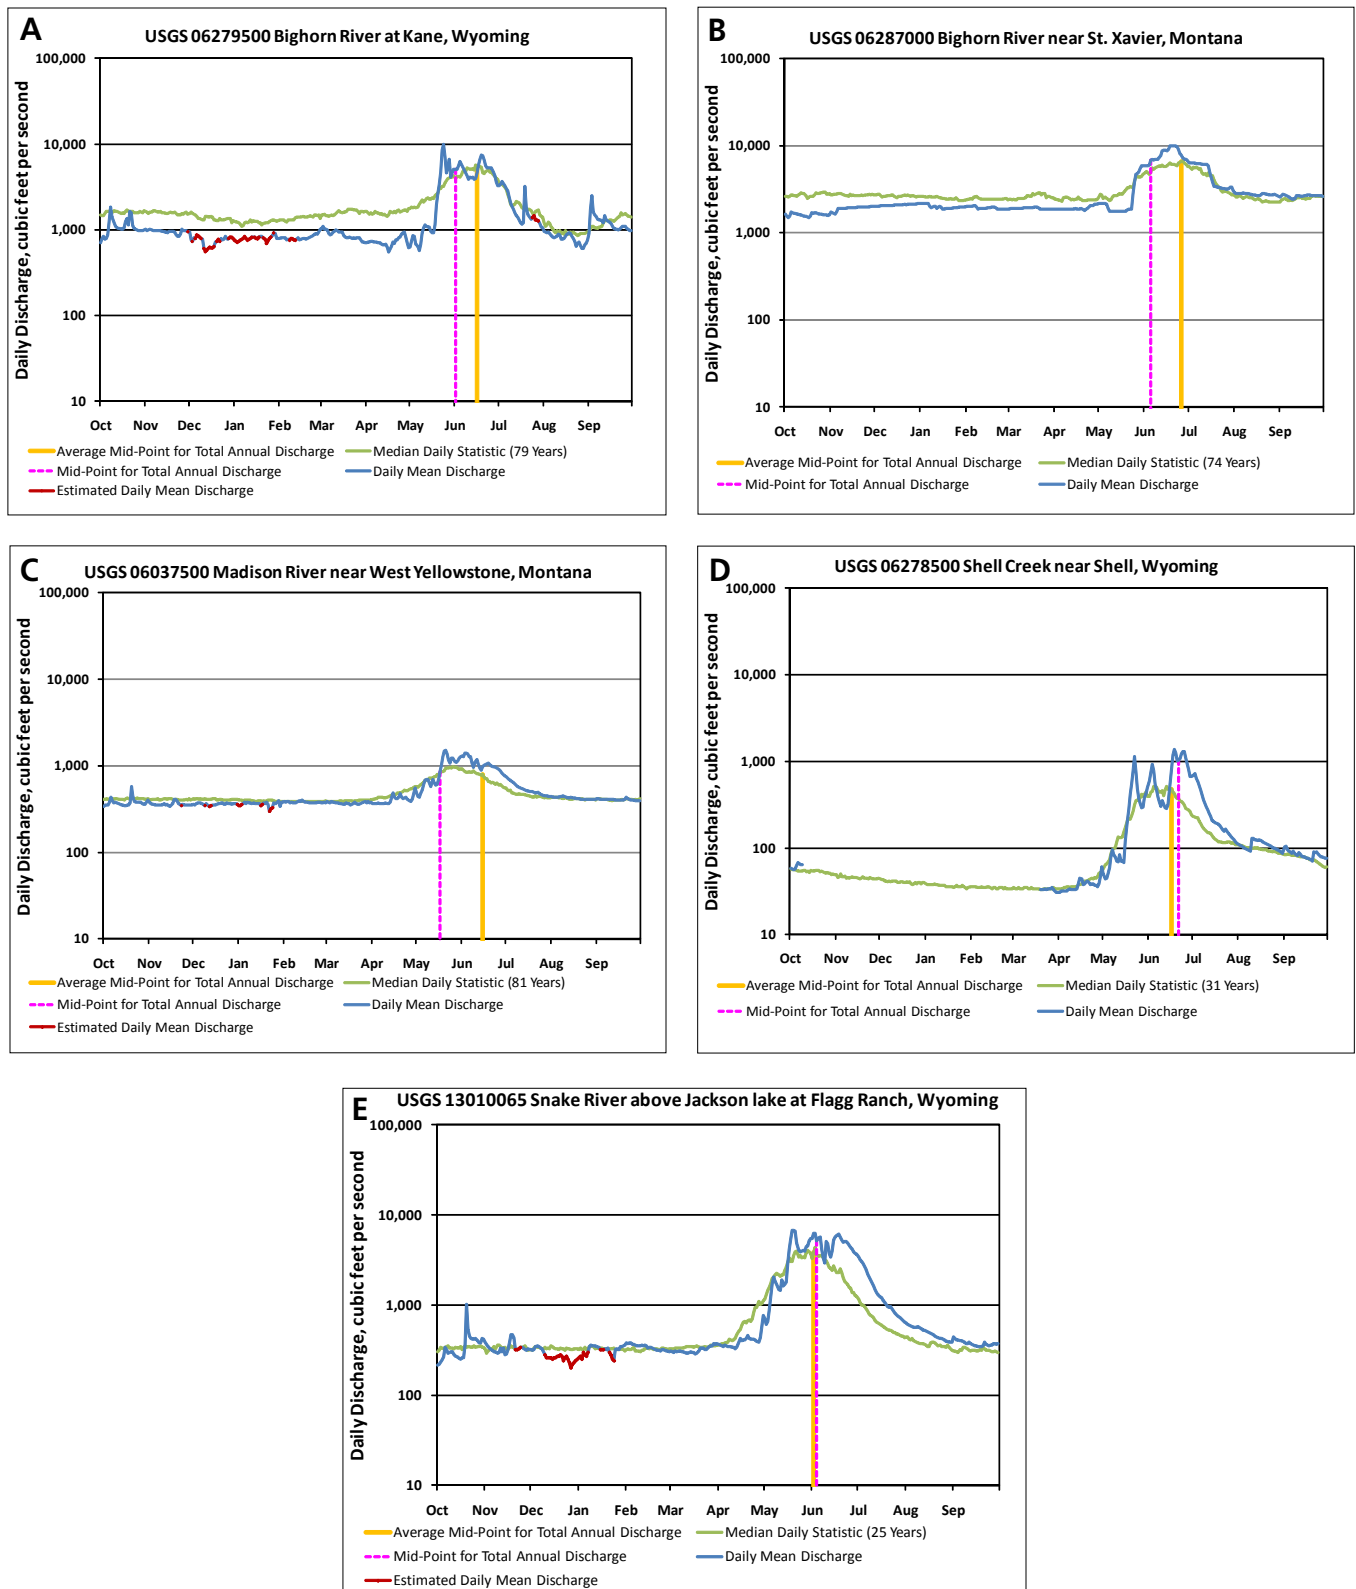 A
USGS 06279500 Bighorn River at Kane, Wyoming
Daily Discharge, cubic feet per second
100,000
10,000
1,000
100
10
Oct Nov Dec Jan Feb Mar Apr May Jun Jul Aug Sep
Average Mid-Point for Total Annual Discharge Median Daily Statistic (79 Years)
Mid-Point for Total Annual Discharge Daily Mean Discharge
Estimated Daily Mean Discharge
B
USGS 06287000 Bighorn River near St. Xavier, Montana
Daily Discharge, cubic feet per second
100,000
10,000
1,000
100
10
Oct Nov Dec Jan Feb Mar Apr May Jun Jul Aug Sep
Average Mid-Point for Total Annual Discharge Median Daily Statistic (74 Years)
Mid-Point for Total Annual Discharge Daily Mean Discharge
C
USGS 06037500 Madison River near West Yellowstone, Montana
Daily Discharge, cubic feet per second
100,000
10,000
1,000
100
10
Oct Nov Dec Jan Feb Mar Apr May Jun Jul Aug Sep
Average Mid-Point for Total Annual Discharge Median Daily Statistic (81 Years)
Mid-Point for Total Annual Discharge Daily Mean Discharge
Estimated Daily Mean Discharge
D
USGS 06278500 Shell Creek near Shell, Wyoming
Daily Discharge, cubic feet per second
100,000
10,000
1,000
100
10
Oct Nov Dec Jan Feb Mar Apr May Jun Jul Aug Sep
Average Mid-Point for Total Annual Discharge Median Daily Statistic (31 Years)
Mid-Point for Total Annual Discharge Daily Mean Discharge
E
USGS 13010065 Snake River above Jackson lake at Flagg Ranch, Wyoming
Daily Discharge, cubic feet per second
100,000
10,000
1,000
100
10
Oct Nov Dec Jan Feb Mar Apr May Jun Jul Aug Sep
Average Mid-Point for Total Annual Discharge Median Daily Statistic (25 Years)
Mid-Point for Total Annual Discharge Daily Mean Discharge
Estimated Daily Mean Discharge